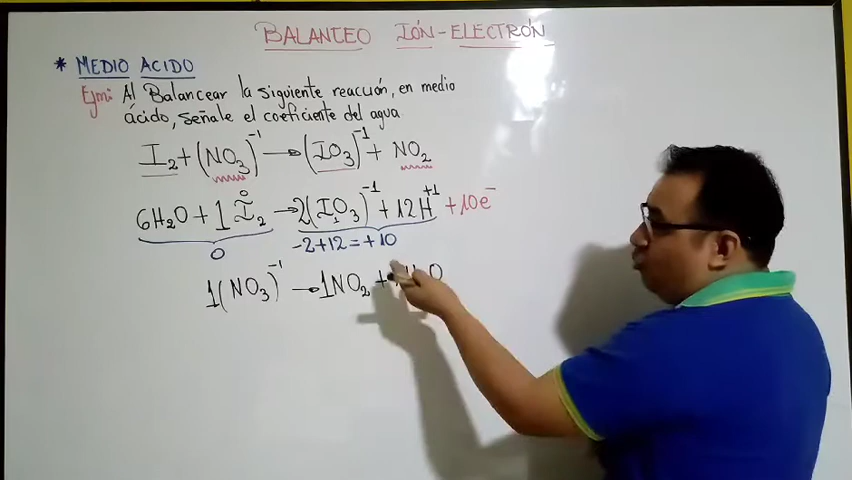 BALANCEO IÓN-ELECTRÓN
* MEDIO ACIDO
Ejm: Al Balancear la siguiente reacción, en medio
ácido, señale el coeficiente del agua.
I₂ + (NO₃)⁻¹ → (IO₃)⁻¹ + NO₂
6H₂O + 1 I₂⁰ → 2(IO₃)⁻¹ + 12H⁺¹ + 10e⁻
0 -2+12=+10
1(NO₃)⁻¹ → 1NO₂ +